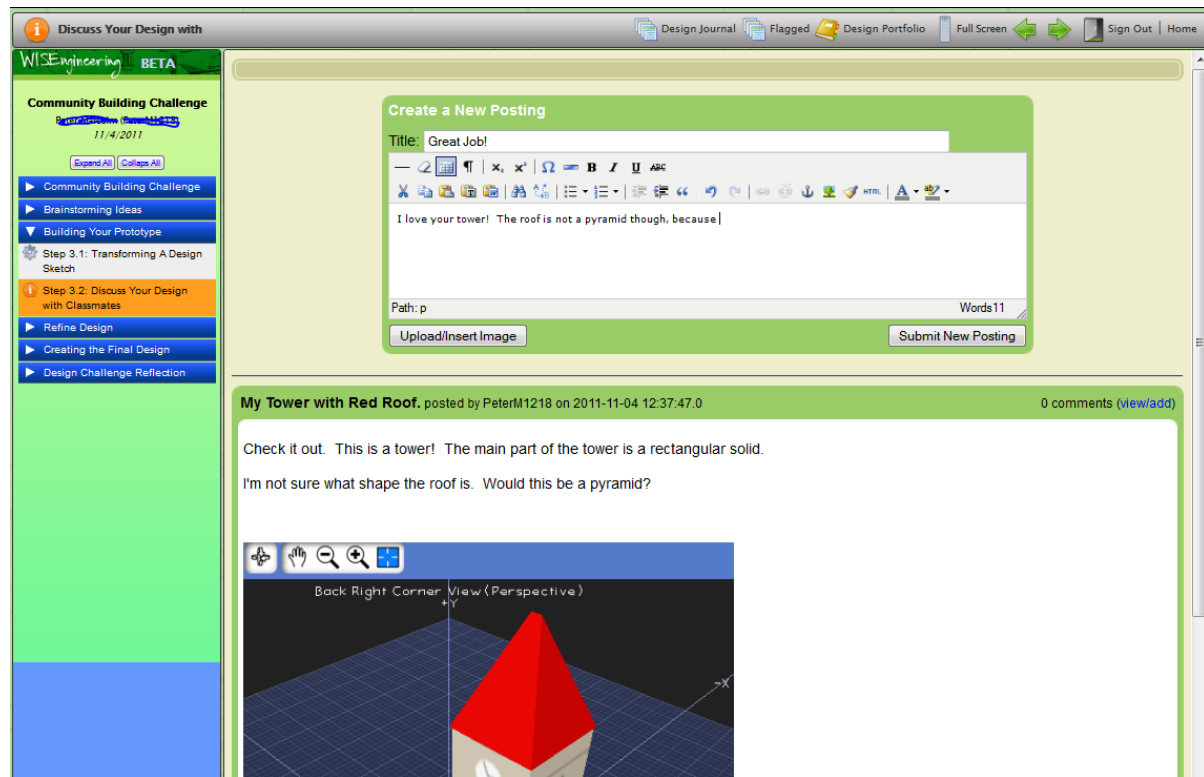 Discuss Your Design with
Design Journal
Flagged
Design Portfolio
Full Screen
Sign Out | Home
WISEngineering BETA
Community Building Challenge
11/4/2011
Expand All
Collaps All
Community Building Challenge
Brainstorming Ideas
Building Your Prototype
Step 3.1: Transforming A Design
Sketch
Step 3.2: Discuss Your Design
with Classmates
Refine Design
Creating the Final Design
Design Challenge Reflection
Create a New Posting
Title: Great Job!
B I U ABC
HTML A ab
I love your tower! The roof is not a pyramid though, because
Path: p
Words11
Upload/Insert Image
Submit New Posting
My Tower with Red Roof. posted by PeterM1218 on 2011-11-04 12:37:47.0
0 comments (view/add)
Check it out. This is a tower! The main part of the tower is a rectangular solid.
I'm not sure what shape the roof is. Would this be a pyramid?
Back Right Corner View (Perspective)
+Y
-X